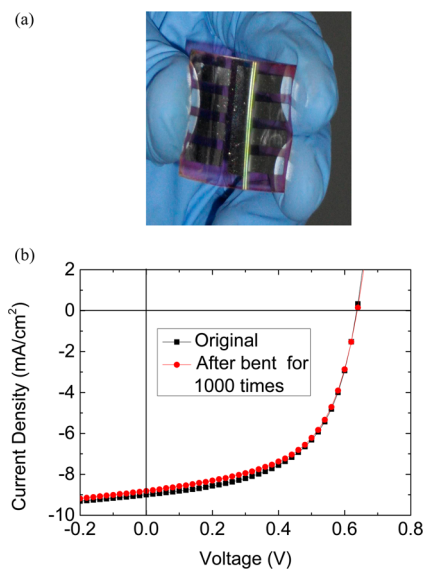 (a)
(b)
2
0
-2
-4
-6
-8
-10
Current Density (mA/cm²)
Original
After bent for
1000 times
-0.2 0.0 0.2 0.4 0.6 0.8
Voltage (V)